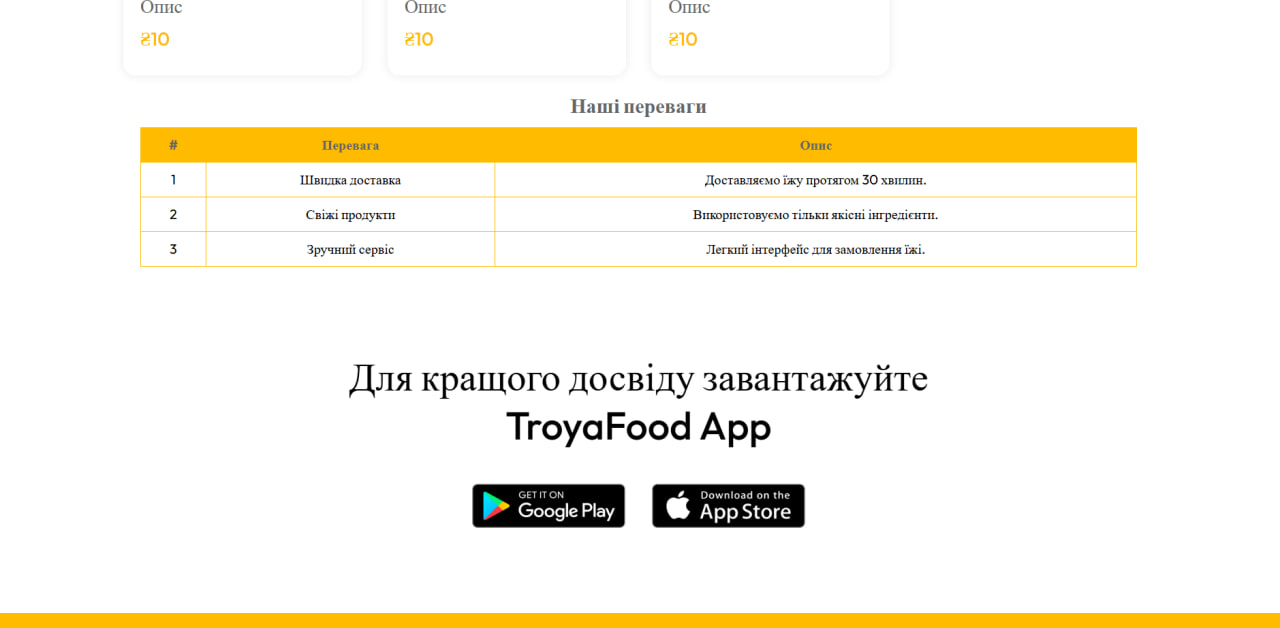 Опис Опис Опис
₴10 ₴10 ₴10
Наші переваги
# Перевага Опис
1 Швидка доставка Доставляємо їжу протягом 30 хвилин.
2 Свіжі продукти Використовуємо тільки якісні інгредієнти.
3 Зручний сервіс Легкий інтерфейс для замовлення їжі.
Для кращого досвіду завантажуйте
TroyaFood App
GET IT ON Download on the
Google Play App Store